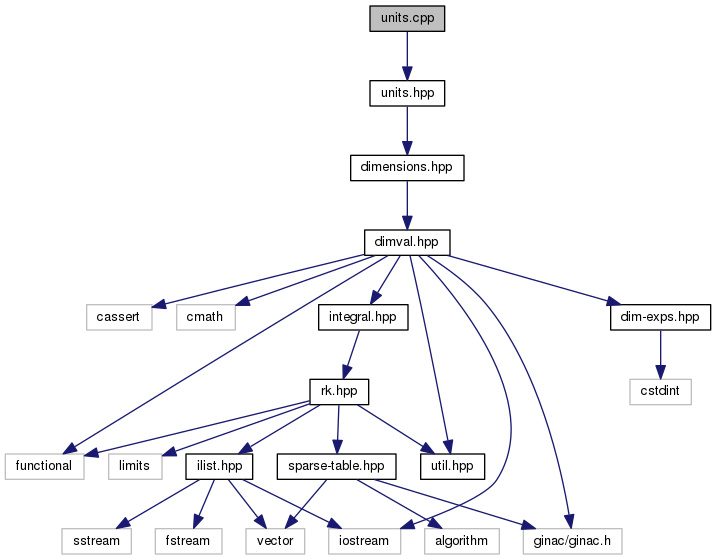 units.cpp
units.hpp
dimensions.hpp
dimval.hpp
cassert
cmath
integral.hpp
dim-exps.hpp
rk.hpp
cstdint
functional
limits
ilist.hpp
sparse-table.hpp
util.hpp
sstream
fstream
vector
iostream
algorithm
ginac/ginac.h